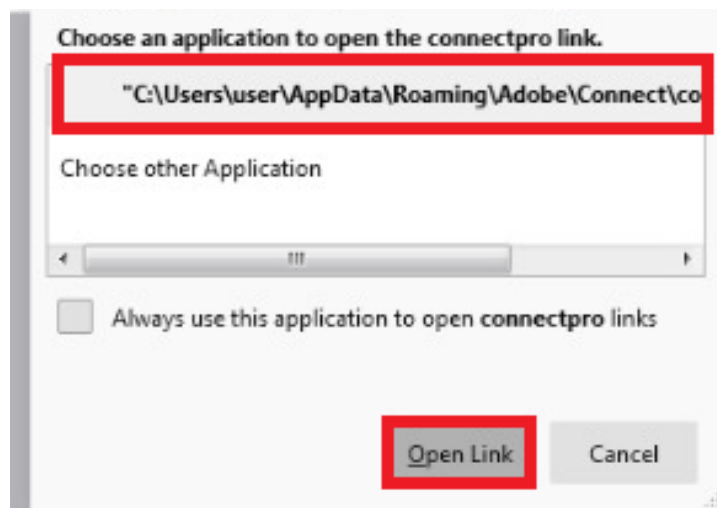 Choose an application to open the connectpro link.
"C:\Users\user\AppData\Roaming\Adobe\Connect\co
Choose other Application
Always use this application to open connectpro links
Open Link
Cancel